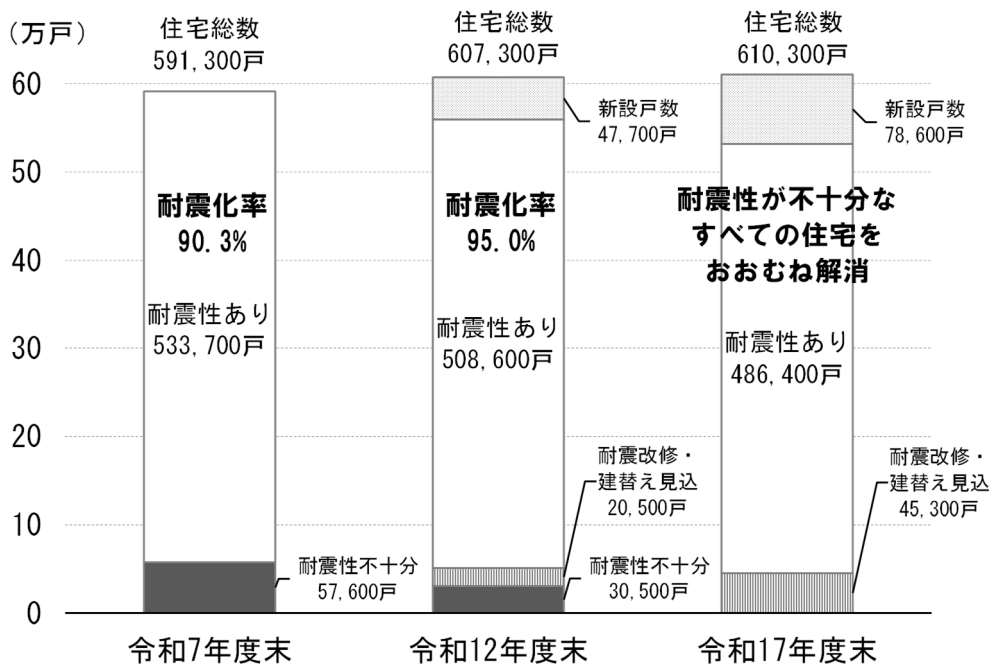 （万戸）
住宅総数
591,300戸
住宅総数
607,300戸
住宅総数
610,300戸
60
50
40
30
20
10
0
耐震化率
90.3%
耐震性あり
533,700戸
耐震性不十分
57,600戸
新設戸数
47,700戸
耐震化率
95.0%
耐震性あり
508,600戸
耐震改修・
建替え見込
20,500戸
耐震性不十分
30,500戸
新設戸数
78,600戸
耐震性が不十分な
すべての住宅を
おおむね解消
耐震性あり
486,400戸
耐震改修・
建替え見込
45,300戸
令和7年度末
令和12年度末
令和17年度末